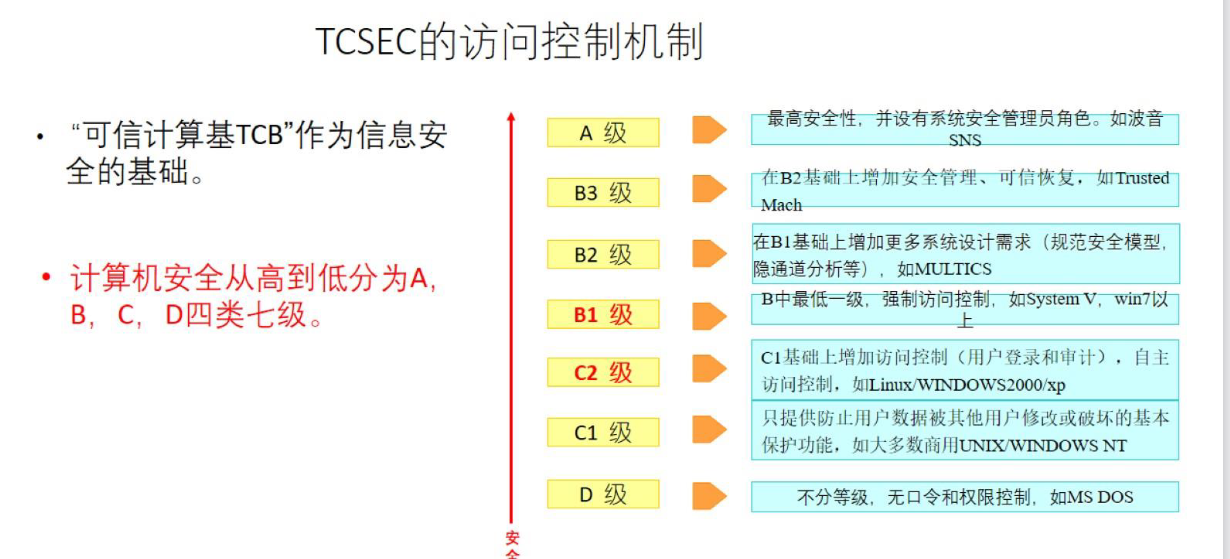 TCSEC的访问控制机制
• “可信计算基TCB”作为信息安
全的基础。
• 计算机安全从高到低分为A,
B, C, D四类七级。
A 级
最高安全性，并设有系统安全管理员角色。如波音
SNS
B3 级
在B2基础上增加安全管理、可信恢复，如Trusted
Mach
B2 级
在B1基础上增加更多系统设计需求（规范安全模型，
隐通道分析等），如MULTICS
B1 级
B中最低一级，强制访问控制，如System V，win7以
上
C2 级
C1基础上增加访问控制（用户登录和审计），自主
访问控制，如Linux/WINDOWS2000/xp
C1 级
只提供防止用户数据被其他用户修改或破坏的基本
保护功能，如大多数商用UNIX/WINDOWS NT
D 级
不分等级，无口令和权限控制，如MS DOS
安
全